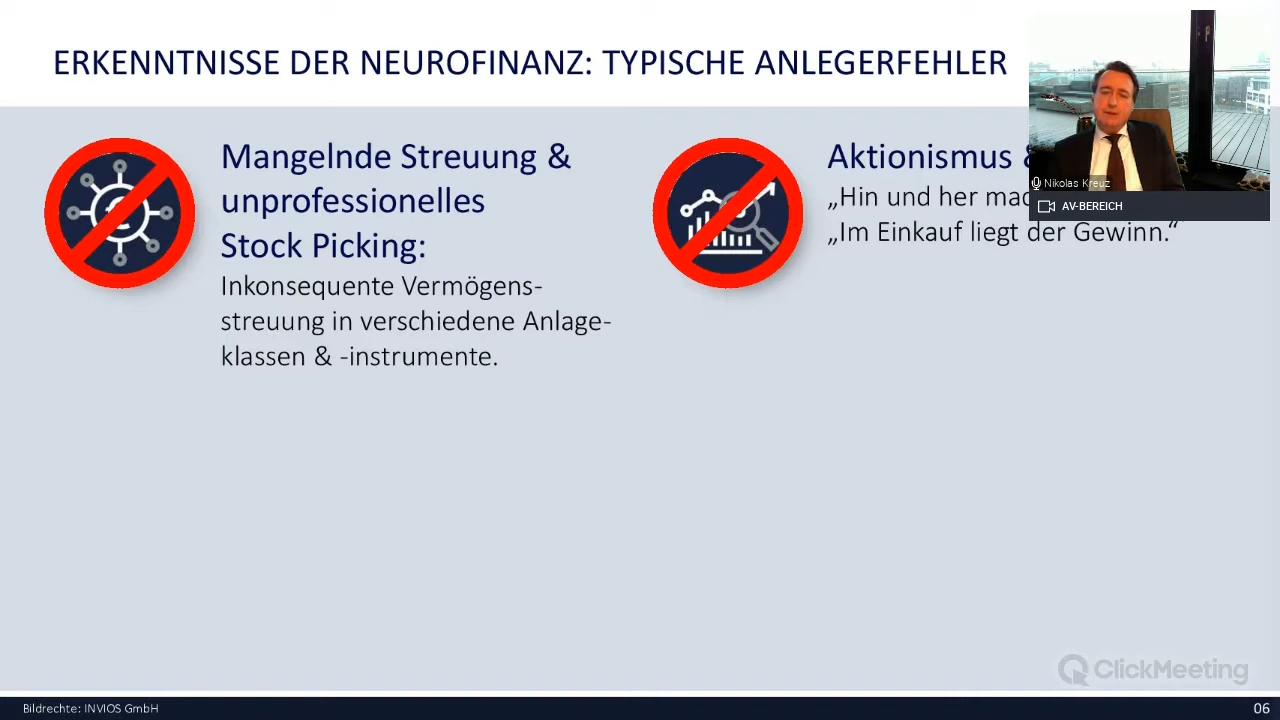 ERKENNTNISSE DER NEUROFINANZ: TYPISCHE ANLEGERFEHLER
Mangelnde Streuung &
unprofessionelles
Stock Picking:
Inkonsequente Vermögens-
streuung in verschiedene Anlage-
klassen & -instrumente.
Aktionismus
„Hin und her
„Im Einkauf liegt der Gewinn.“
Nikolas Kreuz
AV-BEREICH
ClickMeeting
Bildrechte: INVIOS GmbH
06